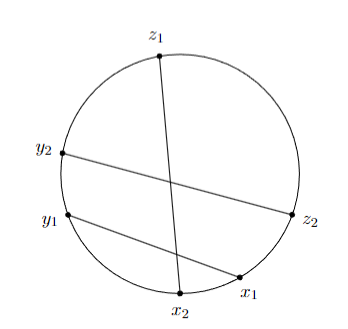 z₁
y₂
y₁
z₂
x₁
x₂